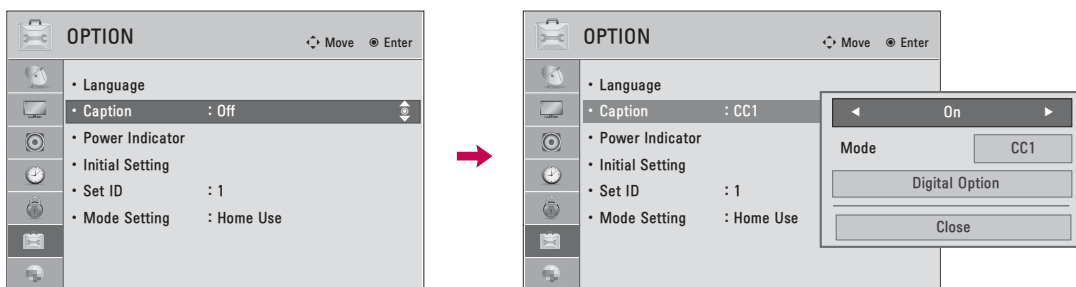 OPTION
Move Enter
• Language
• Caption : Off
• Power Indicator
• Initial Setting
• Set ID : 1
• Mode Setting : Home Use
OPTION
Move Enter
• Language
• Caption : CC1
• Power Indicator
• Initial Setting
• Set ID : 1
• Mode Setting : Home Use
On
Mode CC1
Digital Option
Close